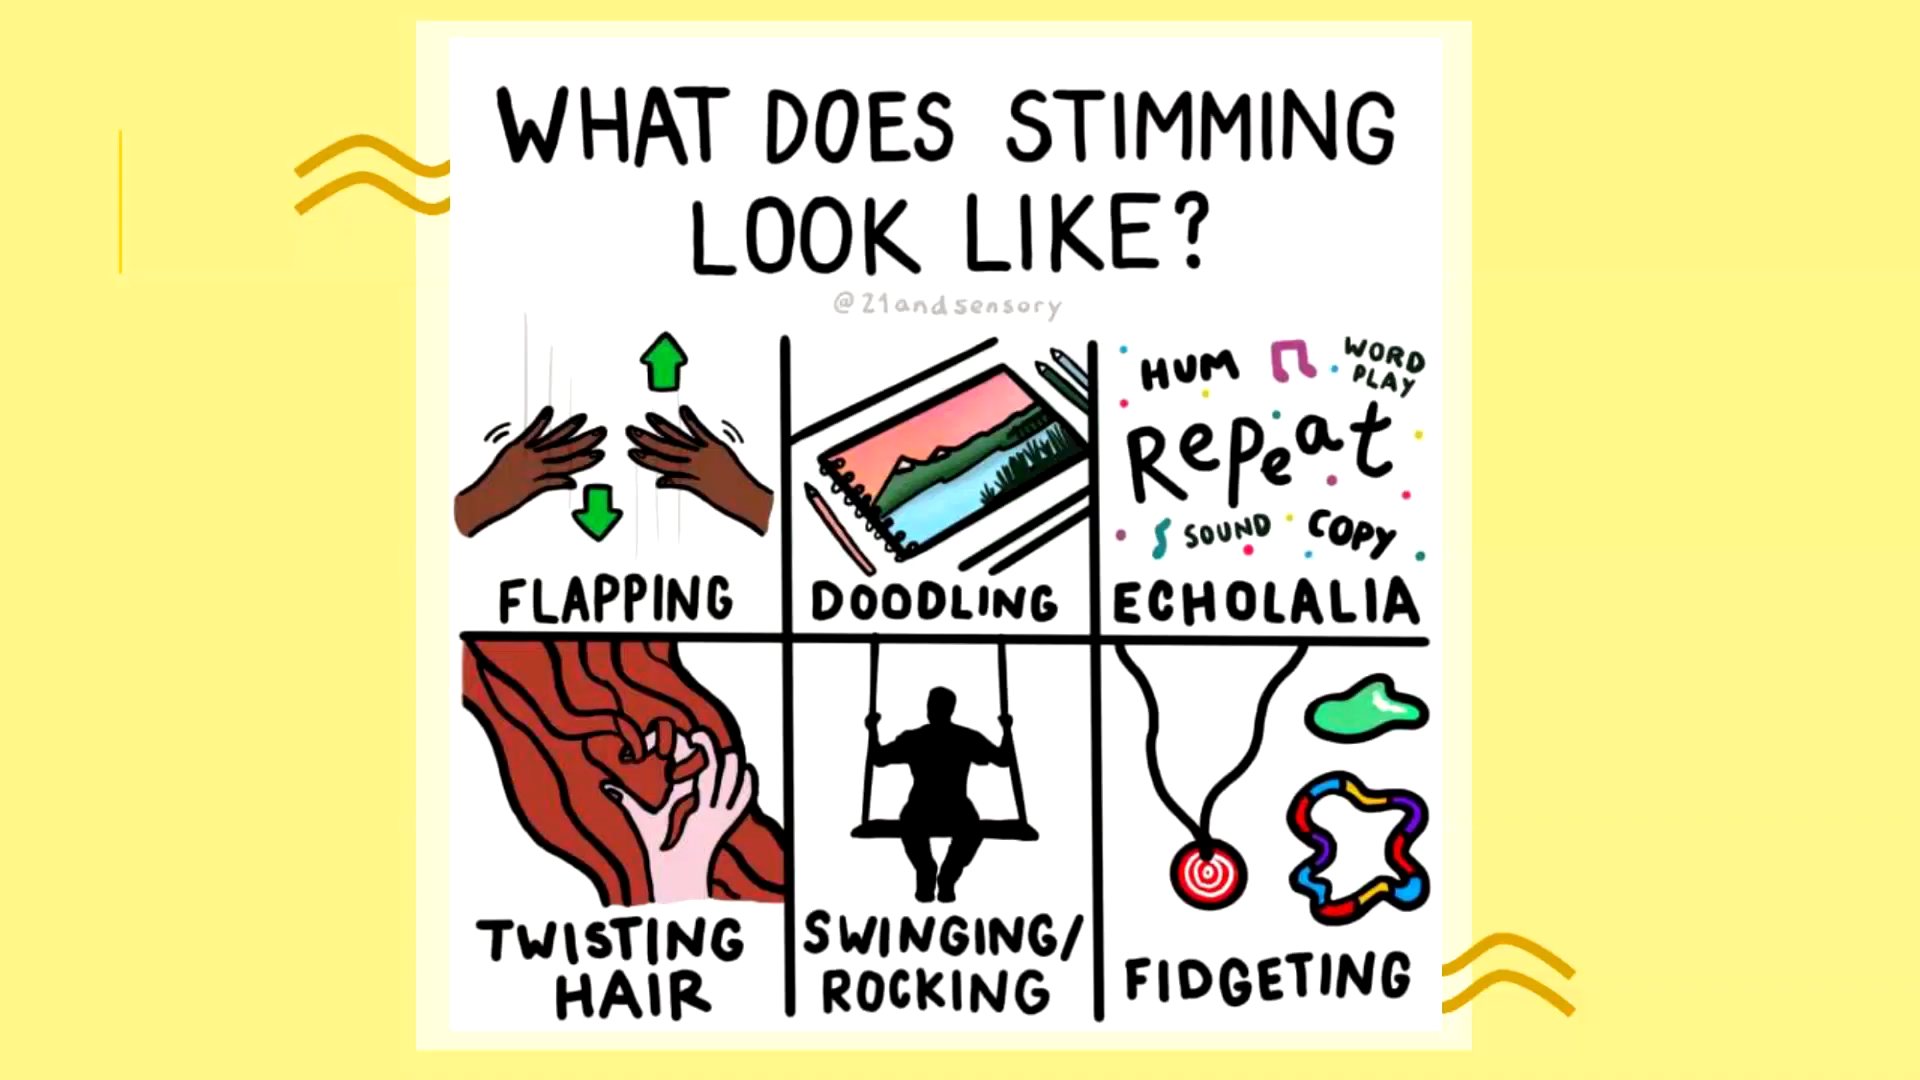 WHAT DOES STIMMING
LOOK LIKE?
@21andsensory
FLAPPING
DOODLING
HUM
WORD
PLAY
Repeat
SOUND
COPY
ECHOLALIA
TWISTING
HAIR
SWINGING/
ROCKING
FIDGETING